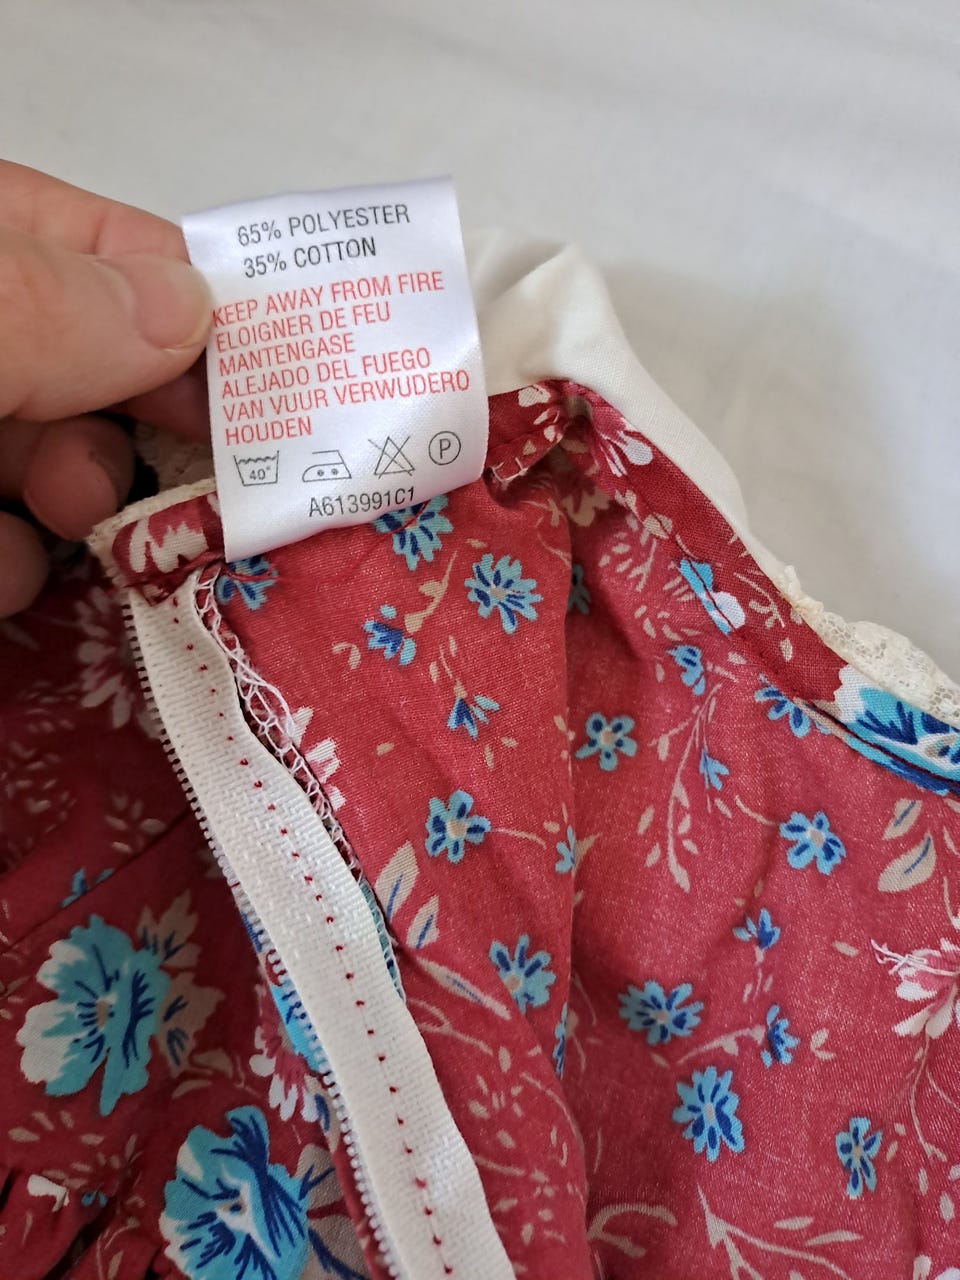 65% POLYESTER
35% COTTON
KEEP AWAY FROM FIRE
ELOIGNER DE FEU
MANTENGASE
ALEJADO DEL FUEGO
VAN VUUR VERWUDERO
HOUDEN
40° P
A613991C1